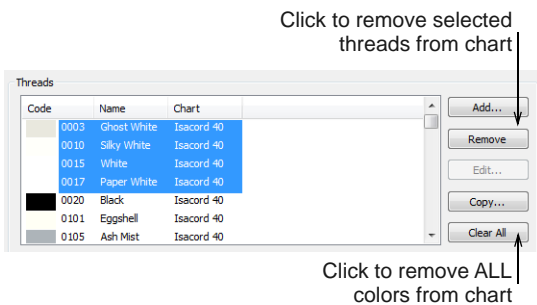 Click to remove selected
threads from chart
Threads
Code Name Chart
0003 Ghost White Isacord 40
0010 Silky White Isacord 40
0015 White Isacord 40
0017 Paper White Isacord 40
0020 Black Isacord 40
0101 Eggshell Isacord 40
0105 Ash Mist Isacord 40
Add...
Remove
Edit...
Copy...
Clear All
Click to remove ALL
colors from chart